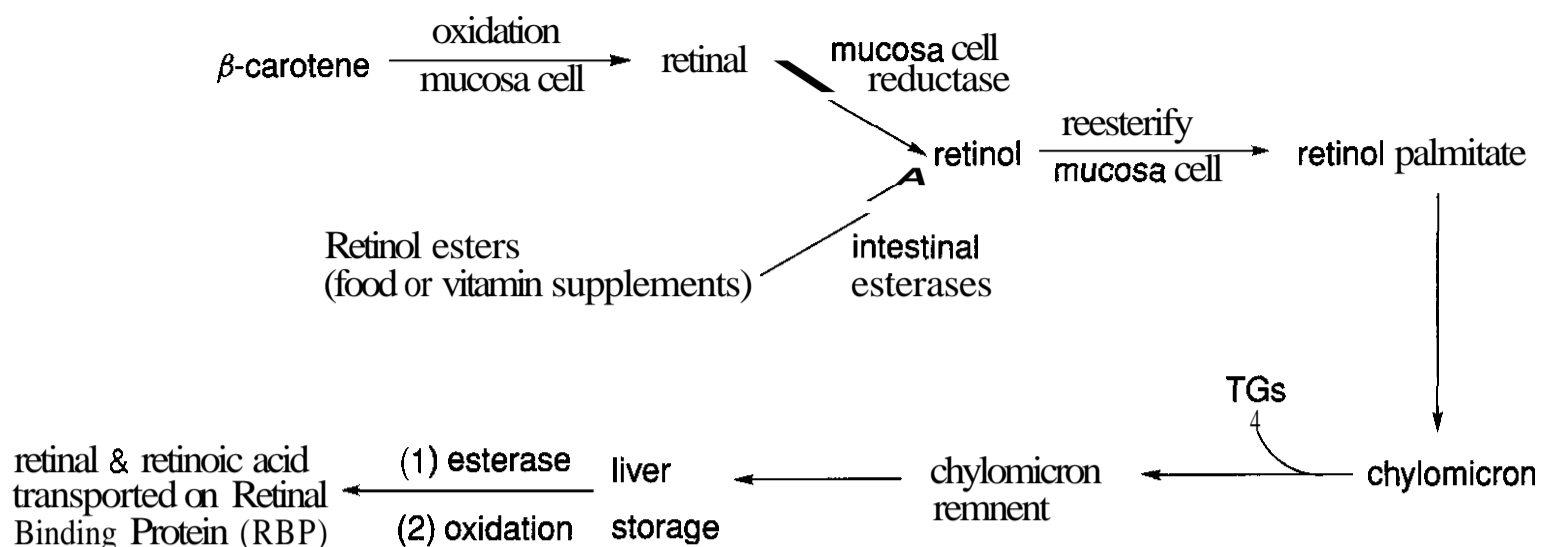 oxidation
β-carotene
mucosa cell
retinal
mucosa cell
reductase
retinol
reesterify
mucosa cell
retinol palmitate
A
Retinol esters
(food or vitamin supplements)
intestinal
esterases
TGs
4
chylomicron
chylomicron
remnent
liver
storage
(1) esterase
(2) oxidation
retinal & retinoic acid
transported on Retinal
Binding Protein (RBP)